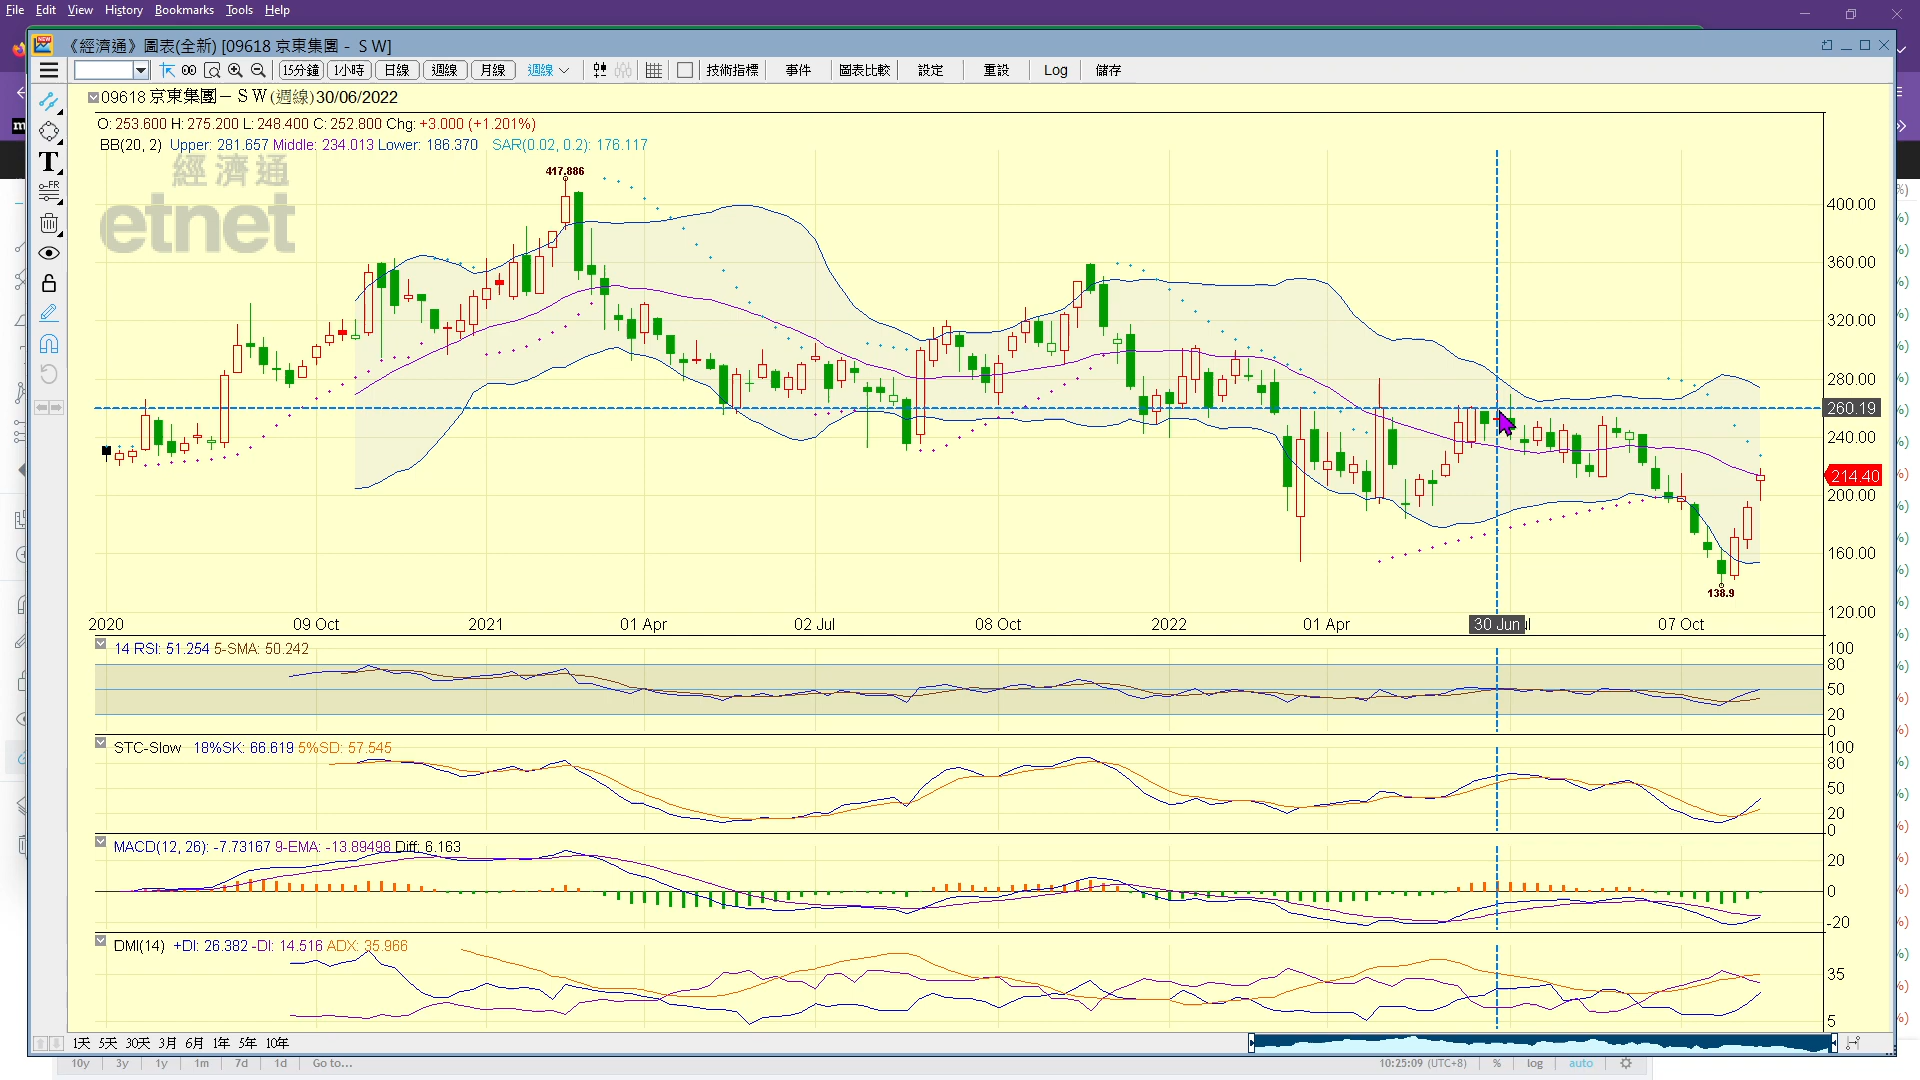 File Edit View History Bookmarks Tools Help
《經濟通》圖表(全新) [09618 京東集團 - ＳＷ]
15分鐘 1小時 日線 週線 月線 週線 技術指標 事件 圖表比較 設定 重設 Log 儲存
09618 京東集團－ＳＷ(週線)30/06/2022
O: 253.600 H: 275.200 L: 248.400 C: 252.800 Chg: +3.000 (+1.201%)
BB(20, 2) Upper: 281.657 Middle: 234.013 Lower: 186.370 SAR(0.02, 0.2): 176.117
經濟通
etnet
T
FR
417.886
400.00
360.00
320.00
280.00
260.19
240.00
214.40
200.00
160.00
138.9
120.00
2020 09 Oct 2021 01 Apr 02 Jul 08 Oct 2022 01 Apr 30 Jun 07 Oct
14 RSI: 51.254 5-SMA: 50.242
100
80
50
20
0
STC-Slow 18%SK: 66.619 5%SD: 57.545
100
80
50
20
0
MACD(12, 26): -7.73167 9-EMA: -13.89498 Diff: 6.163
20
0
-20
DMI(14) +DI: 26.382 -DI: 14.516 ADX: 35.966
35
5
1天 5天 30天 3月 6月 1年 5年 10年
10y 3y 1y 1m 7d 1d Go to... 10:25:09 (UTC+8) % log auto